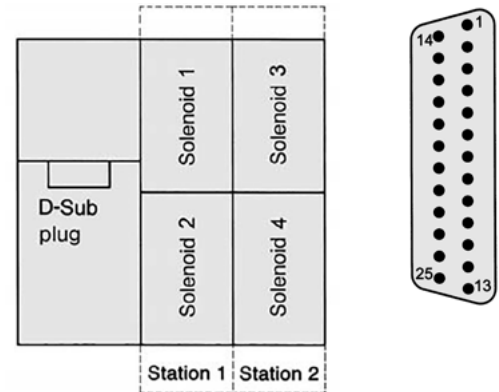 Solenoid 1
Solenoid 3
D-Sub
plug
Solenoid 2
Solenoid 4
Station 1
Station 2
1
14
25
13